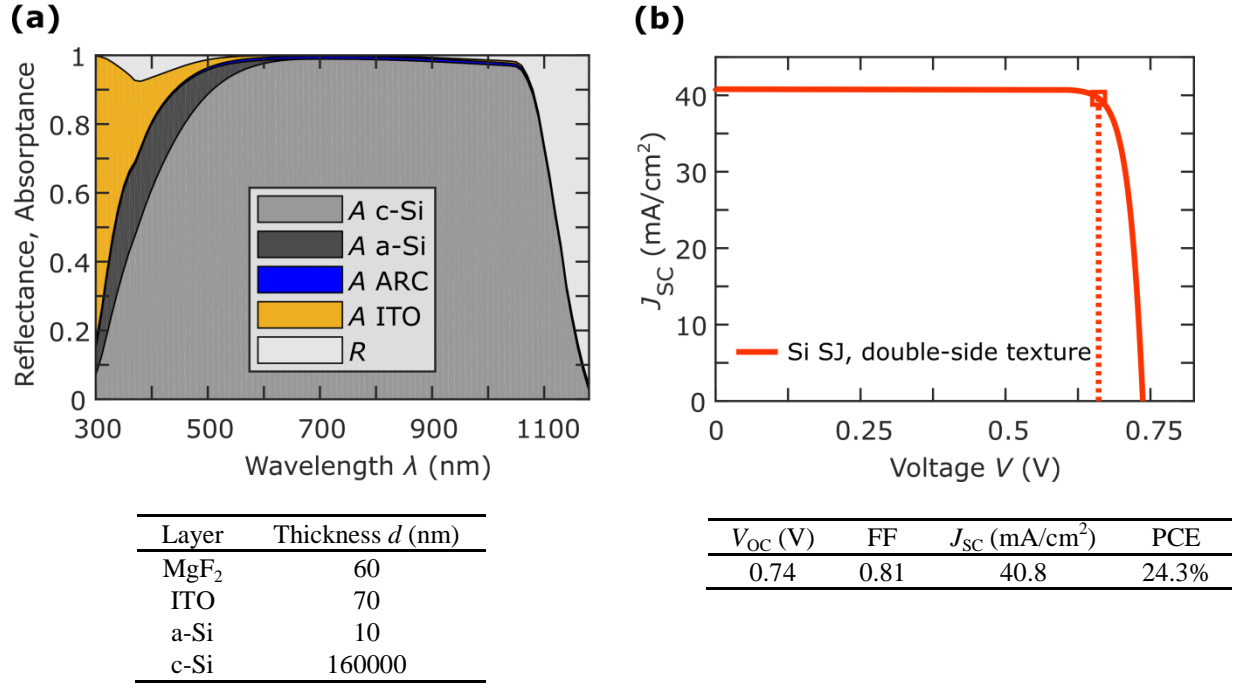 (a)
Reflectance, Absorptance
1
0.8
0.6
0.4
0.2
0
A c-Si
A a-Si
A ARC
A ITO
R
300 500 700 900 1100
Wavelength λ (nm)
Layer Thickness d (nm)
MgF₂ 60
ITO 70
a-Si 10
c-Si 160000
(b)
J_SC (mA/cm²)
40
30
20
10
0
Si SJ, double-side texture
0 0.25 0.5 0.75
Voltage V (V)
V_OC (V) FF J_SC (mA/cm²) PCE
0.74 0.81 40.8 24.3%